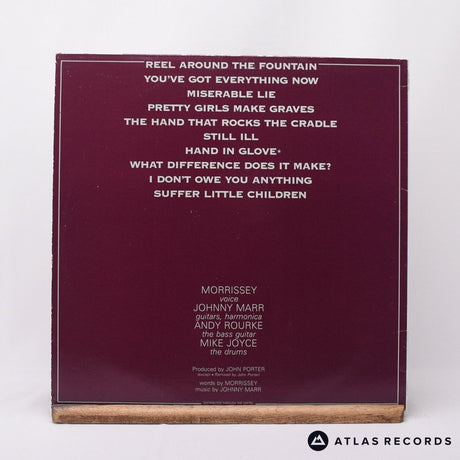 REEL AROUND THE FOUNTAIN
YOU'VE GOT EVERYTHING NOW
MISERABLE LIE
PRETTY GIRLS MAKE GRAVES
THE HAND THAT ROCKS THE CRADLE
STILL ILL
HAND IN GLOVE*
WHAT DIFFERENCE DOES IT MAKE?
I DON'T OWE YOU ANYTHING
SUFFER LITTLE CHILDREN
MORRISSEY
voice
JOHNNY MARR
guitars, harmonica
ANDY ROURKE
the bass guitar
MIKE JOYCE
the drums
Produced by JOHN PORTER
words by MORRISSEY
music by JOHNNY MARR
ATLAS RECORDS